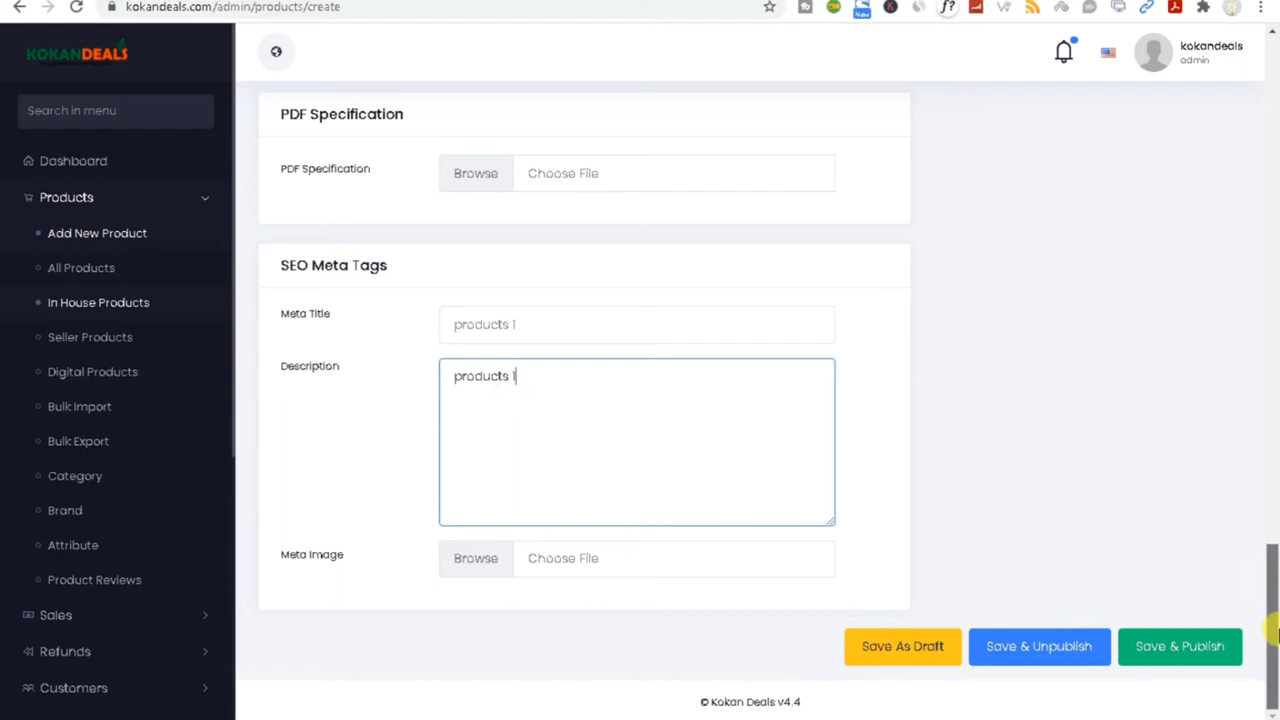 kokandeals.com/admin/products/create
KOKANDEALS
kokandeals
admin
Search in menu
Dashboard
Products
Add New Product
All Products
In House Products
Seller Products
Digital Products
Bulk Import
Bulk Export
Category
Brand
Attribute
Product Reviews
Sales
Refunds
Customers
PDF Specification
PDF Specification
Browse
Choose File
SEO Meta Tags
Meta Title
products 1
Description
products 1
Meta Image
Browse
Choose File
Save As Draft
Save & Unpublish
Save & Publish
© Kokan Deals v4.4